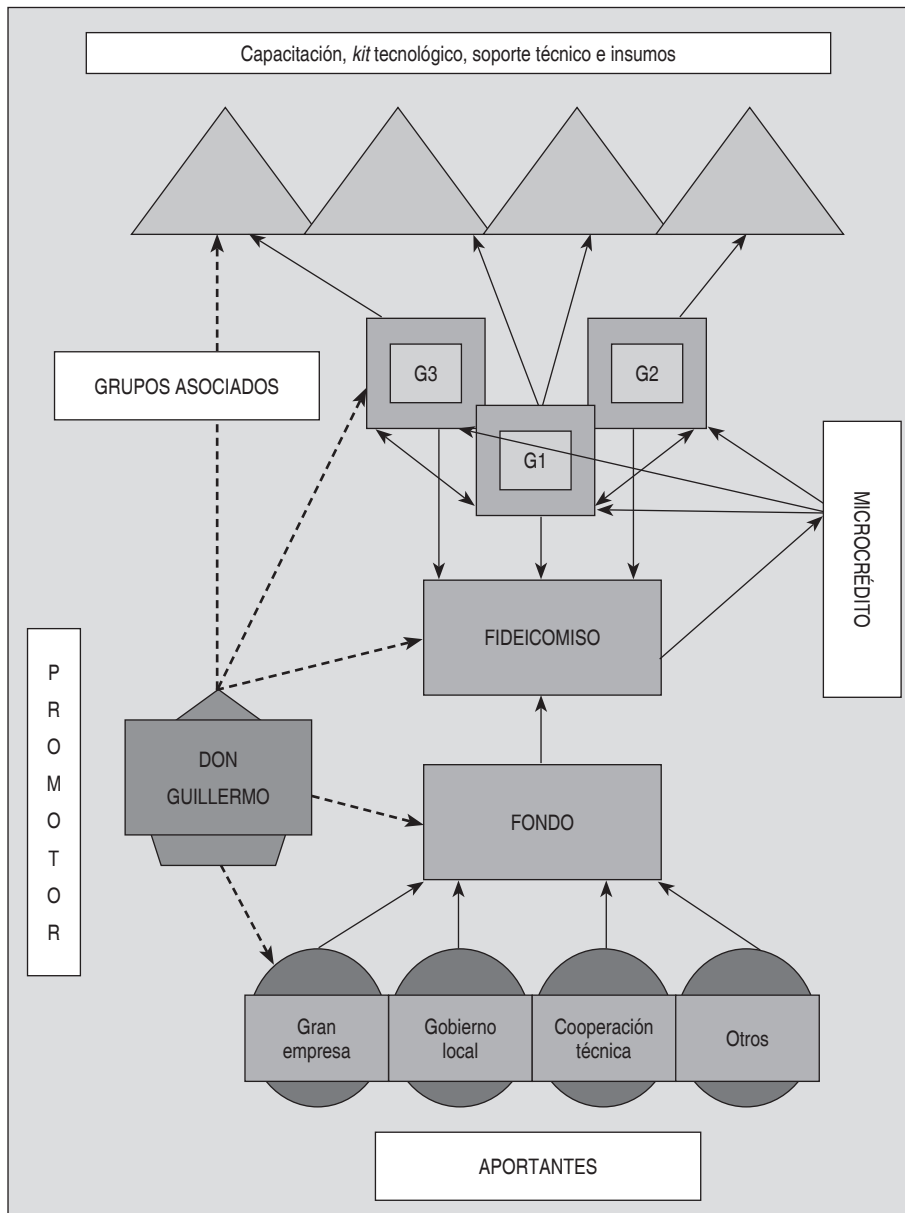 Capacitación, kit tecnológico, soporte técnico e insumos
GRUPOS ASOCIADOS
G3
G2
G1
MICROCRÉDITO
FIDEICOMISO
PROMOTOR
DON
GUILLERMO
FONDO
Gran
empresa
Gobierno
local
Cooperación
técnica
Otros
APORTANTES